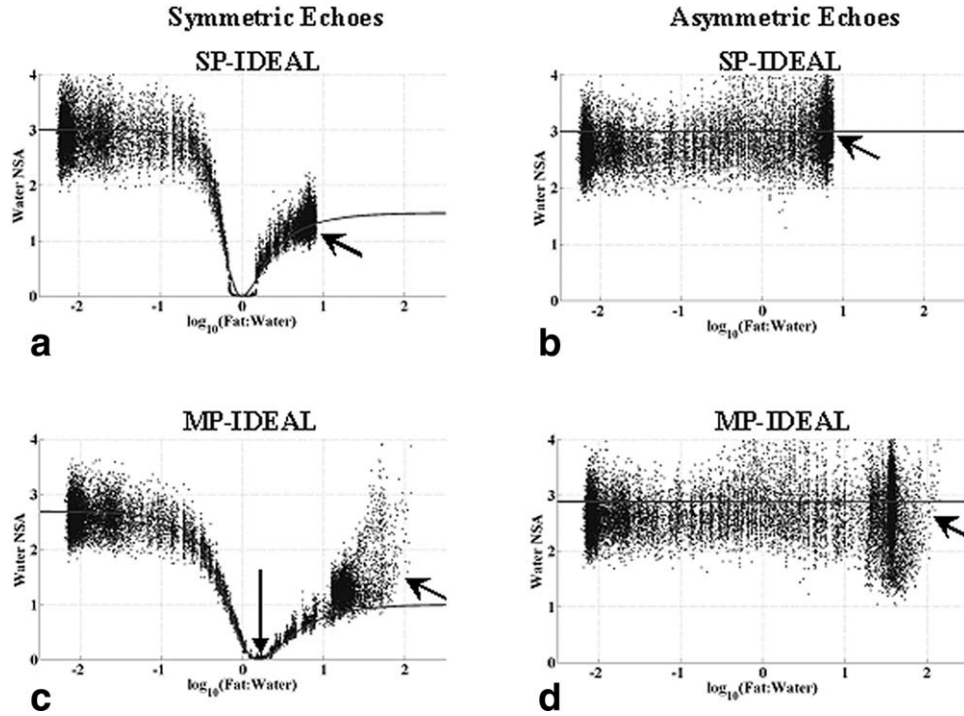 Symmetric Echoes
Asymmetric Echoes
SP-IDEAL
4
3
2
1
0
Water NSA
-2
-1
0
1
2
log10(Fat:Water)
a
SP-IDEAL
4
3
2
1
0
Water NSA
-2
-1
0
1
2
log10(Fat:Water)
b
MP-IDEAL
4
3
2
1
0
Water NSA
-2
-1
0
1
2
log10(Fat:Water)
c
MP-IDEAL
4
3
2
1
0
Water NSA
-2
-1
0
1
2
log10(Fat:Water)
d